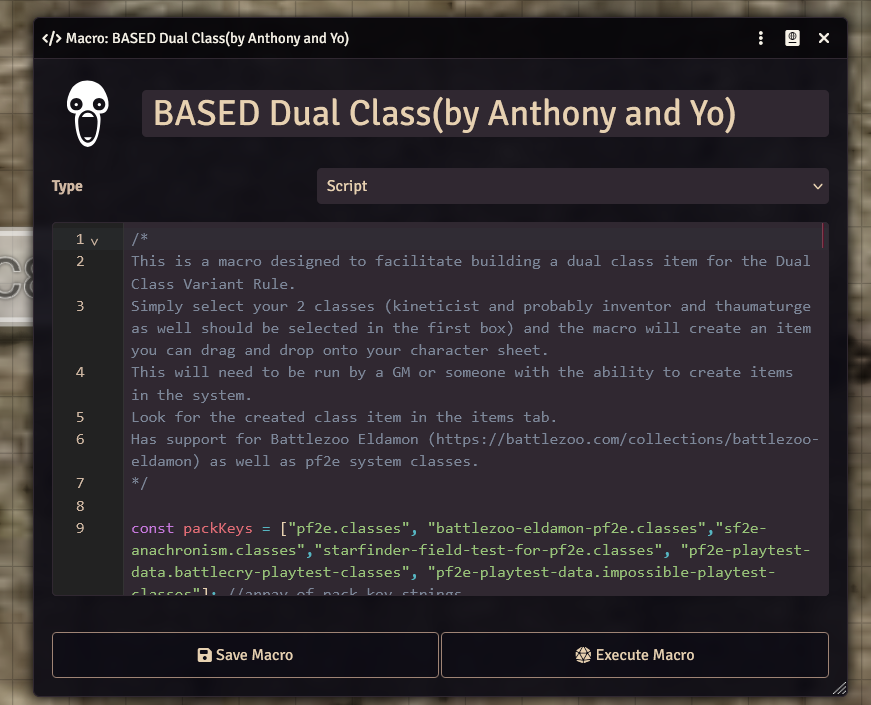 </> Macro: BASED Dual Class(by Anthony and Yo)
BASED Dual Class(by Anthony and Yo)
Type
Script
1 /*
2 This is a macro designed to facilitate building a dual class item for the Dual
Class Variant Rule.
3 Simply select your 2 classes (kineticist and probably inventor and thaumaturge
as well should be selected in the first box) and the macro will create an item
you can drag and drop onto your character sheet.
4 This will need to be run by a GM or someone with the ability to create items
in the system.
5 Look for the created class item in the items tab.
6 Has support for Battlezoo Eldamon (https://battlezoo.com/collections/battlezoo-
eldamon) as well as pf2e system classes.
7 */
8
9 const packKeys = ["pf2e.classes", "battlezoo-eldamon-pf2e.classes","sf2e-
anachronism.classes","starfinder-field-test-for-pf2e.classes", "pf2e-playtest-
data.battlecry-playtest-classes", "pf2e-playtest-data.impossible-playtest-
classes"]; //array of pack key strings
Save Macro
Execute Macro